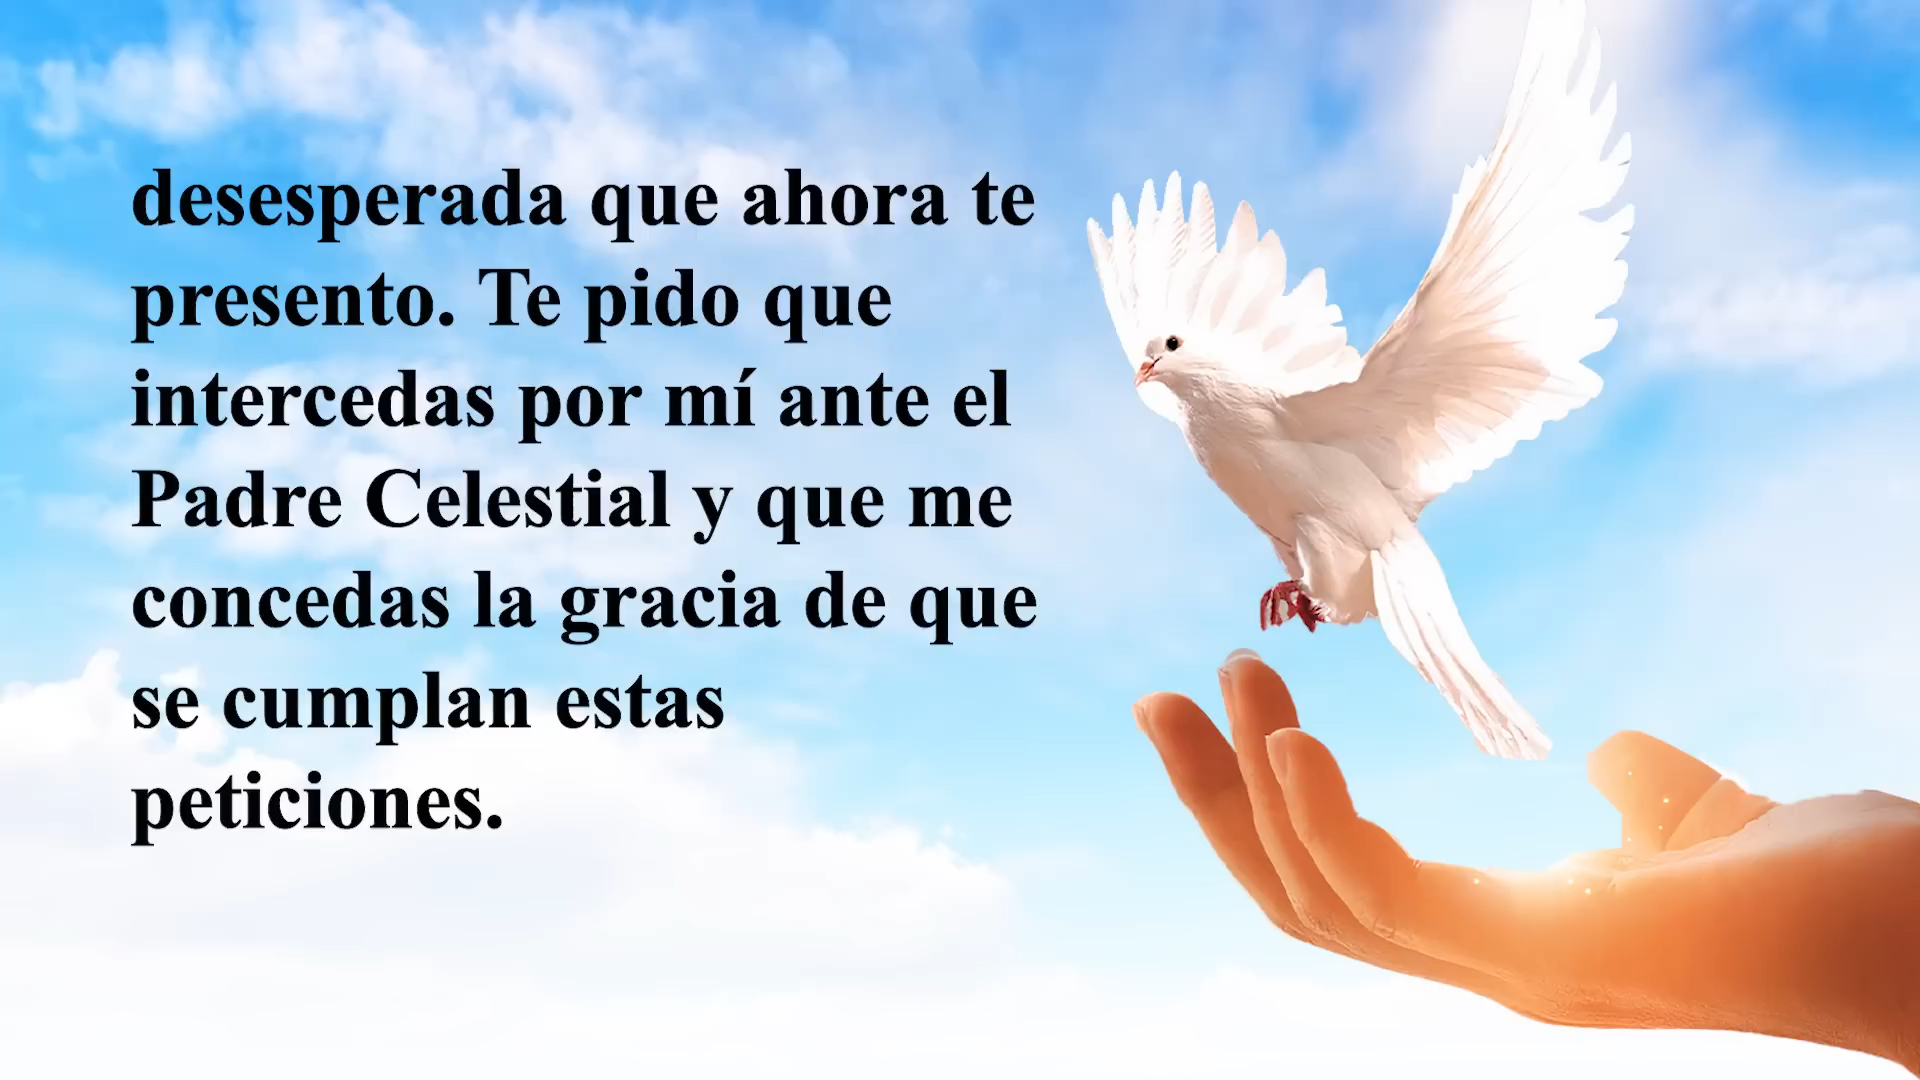 desesperada que ahora te
presento. Te pido que
intercedas por mí ante el
Padre Celestial y que me
concedas la gracia de que
se cumplan estas
peticiones.